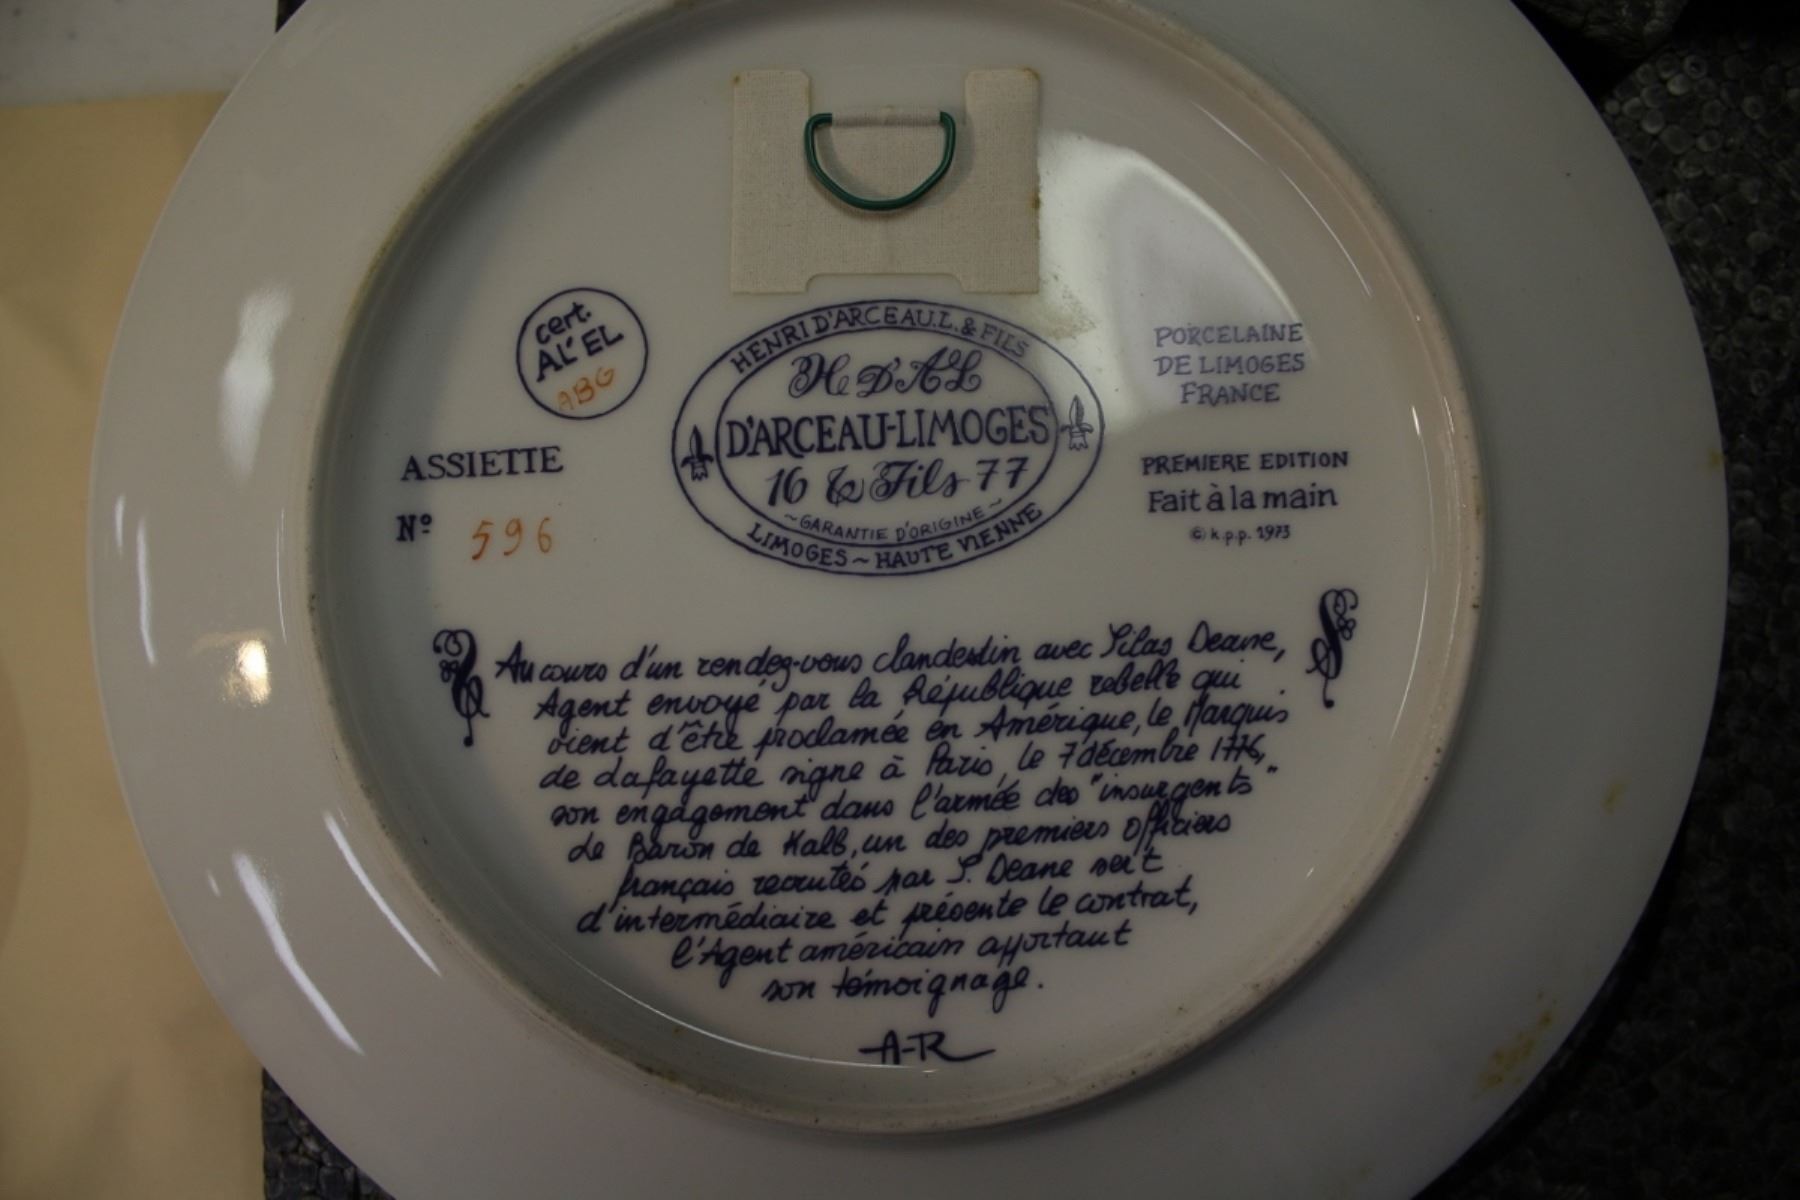 cert.
AL'EL
ABG
ASSIETTE
Nº 596
HENRI D'ARCEAU.L. & FILS
H D'A&L
D'ARCEAU-LIMOGES
16 & Fils 77
~GARANTIE D'ORIGINE~
LIMOGES~HAUTE VIENNE
PORCELAINE
DE LIMOGES
FRANCE
PREMIERE EDITION
Fait à la main
© k.p.p. 1973
Au cours d'un rendez-vous clandestin avec Silas Deane,
Agent envoyé par la République rebelle qui
vient d'être proclamée en Amérique, le Marquis
de Lafayette signe à Paris, le 7 décembre 1776,
son engagement dans l'armée des "insurgents"
Le Baron de Kalb, un des premiers officiers
français recrutés par S. Deane sert
d'intermédiaire et présente le contrat,
l'Agent américain apportant
son témoignage.
A-R